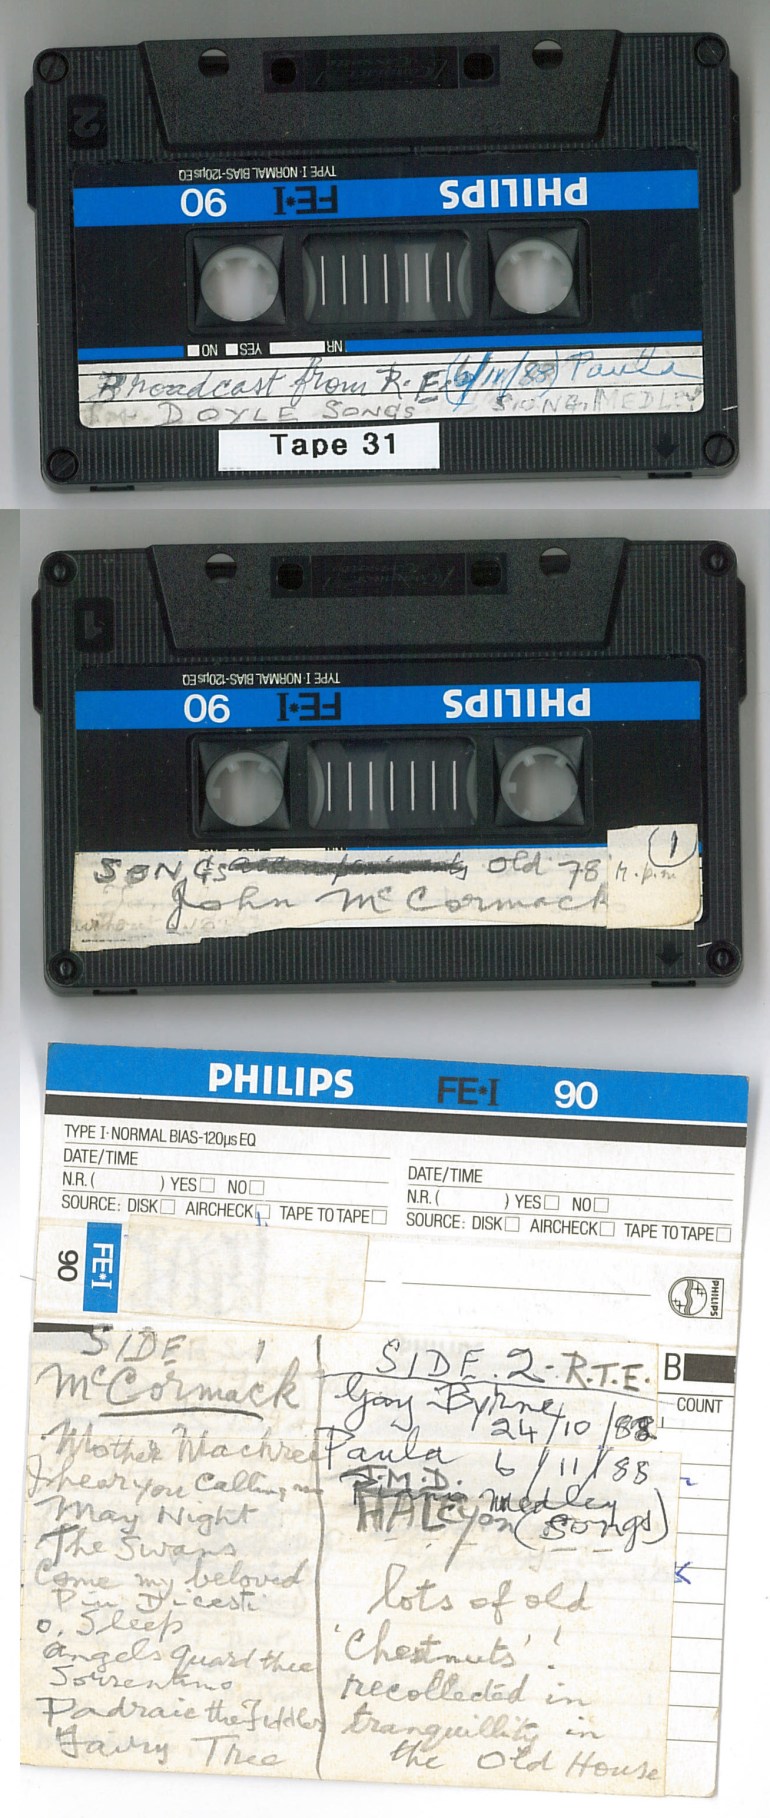 2
TYPE I · NORMAL BIAS-120µs EQ
PHILIPS FE·I 90
NR YES NO
Broadcast from R.E. (6/11/88) Paula
DOYLE SONGS SONG MEDLEY
Tape 31
1
TYPE I · NORMAL BIAS-120µs EQ
PHILIPS FE·I 90
SONGS Old 78 r.p.m (1)
John McCormack
PHILIPS FE·I 90
TYPE I · NORMAL BIAS-120µs EQ
DATE/TIME
N.R. ( ) YES NO
SOURCE: DISK AIRCHECK TAPE TO TAPE
DATE/TIME
N.R. ( ) YES NO
SOURCE: DISK AIRCHECK TAPE TO TAPE
90 FE·I
PHILIPS
SIDE 1
McCormack
Mother Machree
I hear you Calling me
May Night
The Swans
Come my beloved
Piu Dicesti
O, Sleep
Angels guard thee
Sorrentino
Padraic the Fiddler
Fairy Tree
SIDE.2-R.T.E.
Gay Byrne
24/10/88
Paula 6/11/88
J.M.D.
Medley
HALCyon (Songs)
lots of old
'Chestnuts'!
recollected in
tranquillity in
the Old House
B
COUNT